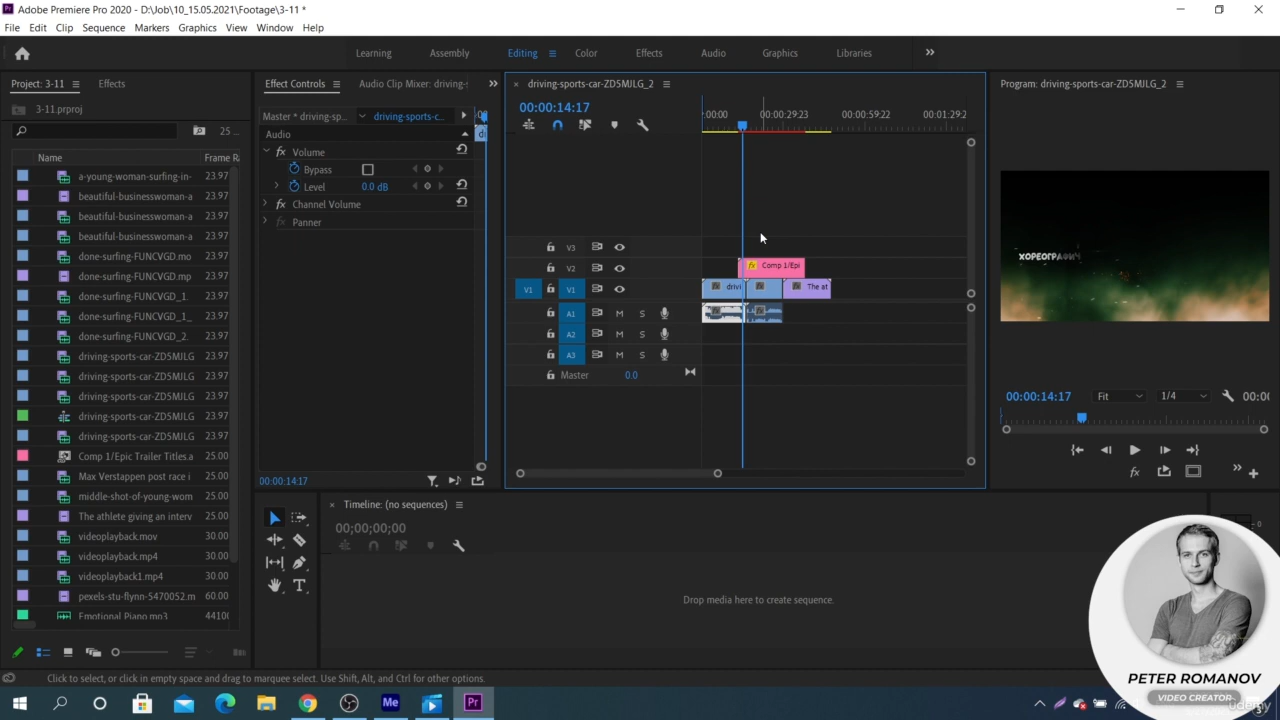 Adobe Premiere Pro 2020 - D:\Job\10_15.05.2021\Footage\3-11 *
File Edit Clip Sequence Markers Graphics View Window Help
Learning Assembly Editing Color Effects Audio Graphics Libraries
Project: 3-11 Effects
3-11.prproj
25 ...
Name Frame R
a-young-woman-surfing-in- 23.97
beautiful-businesswoman-a 23.97
beautiful-businesswoman-a 23.97
beautiful-businesswoman-a 23.97
done-surfing-FUNCVGD.mo 23.97
done-surfing-FUNCVGD.mp 23.97
done-surfing-FUNCVGD_1. 23.97
done-surfing-FUNCVGD_1_ 23.97
done-surfing-FUNCVGD_2. 23.97
driving-sports-car-ZD5MJLG 23.97
driving-sports-car-ZD5MJLG 23.97
driving-sports-car-ZD5MJLG 23.97
driving-sports-car-ZD5MJLG 23.97
driving-sports-car-ZD5MJLG 23.97
Comp 1/Epic Trailer Titles.a 25.00
Max Verstappen post race i 25.00
middle-shot-of-young-wom 25.00
The athlete giving an interv 25.00
videoplayback.mov 30.00
videoplayback.mp4 30.00
videoplayback1.mp4 30.00
pexels-stu-flynn-5470052.m 60.00
Emotional Piano.mp3 44100
Effect Controls Audio Clip Mixer: driving-
Master * driving-sp... driving-sports-c...
Audio
fx Volume
Bypass
Level 0.0 dB
fx Channel Volume
fx Panner
00:00:14:17
driving-sports-car-ZD5MJLG_2
00:00:14:17
:00:00 00:00:29:23 00:00:59:22 00:01:29:2
V3
V2 Comp 1/Epi
V1 V1 drivi The at
A1 M S
A2 M S
A3 M S
Master 0.0
Program: driving-sports-car-ZD5MJLG_2
ХОРЕОГРАФИЧ
00:00:14:17 Fit 1/4 00:0
Timeline: (no sequences)
00;00;00;00
Drop media here to create sequence.
Click to select, or click in empty space and drag to marquee select. Use Shift, Alt, and Ctrl for other options.
PETER ROMANOV
VIDEO CREATOR
udemy
Me Pr